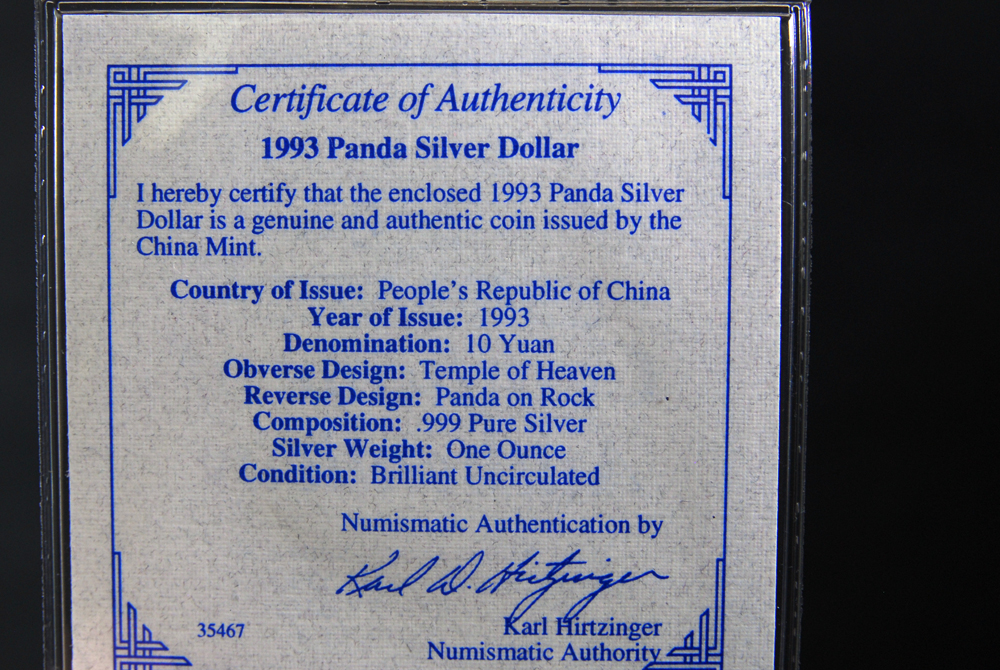 Certificate of Authenticity
1993 Panda Silver Dollar
I hereby certify that the enclosed 1993 Panda Silver
Dollar is a genuine and authentic coin issued by the
China Mint.
Country of Issue: People's Republic of China
Year of Issue: 1993
Denomination: 10 Yuan
Obverse Design: Temple of Heaven
Reverse Design: Panda on Rock
Composition: .999 Pure Silver
Silver Weight: One Ounce
Condition: Brilliant Uncirculated
Numismatic Authentication by
Karl D. Hirtzinger
35467
Karl Hirtzinger
Numismatic Authority